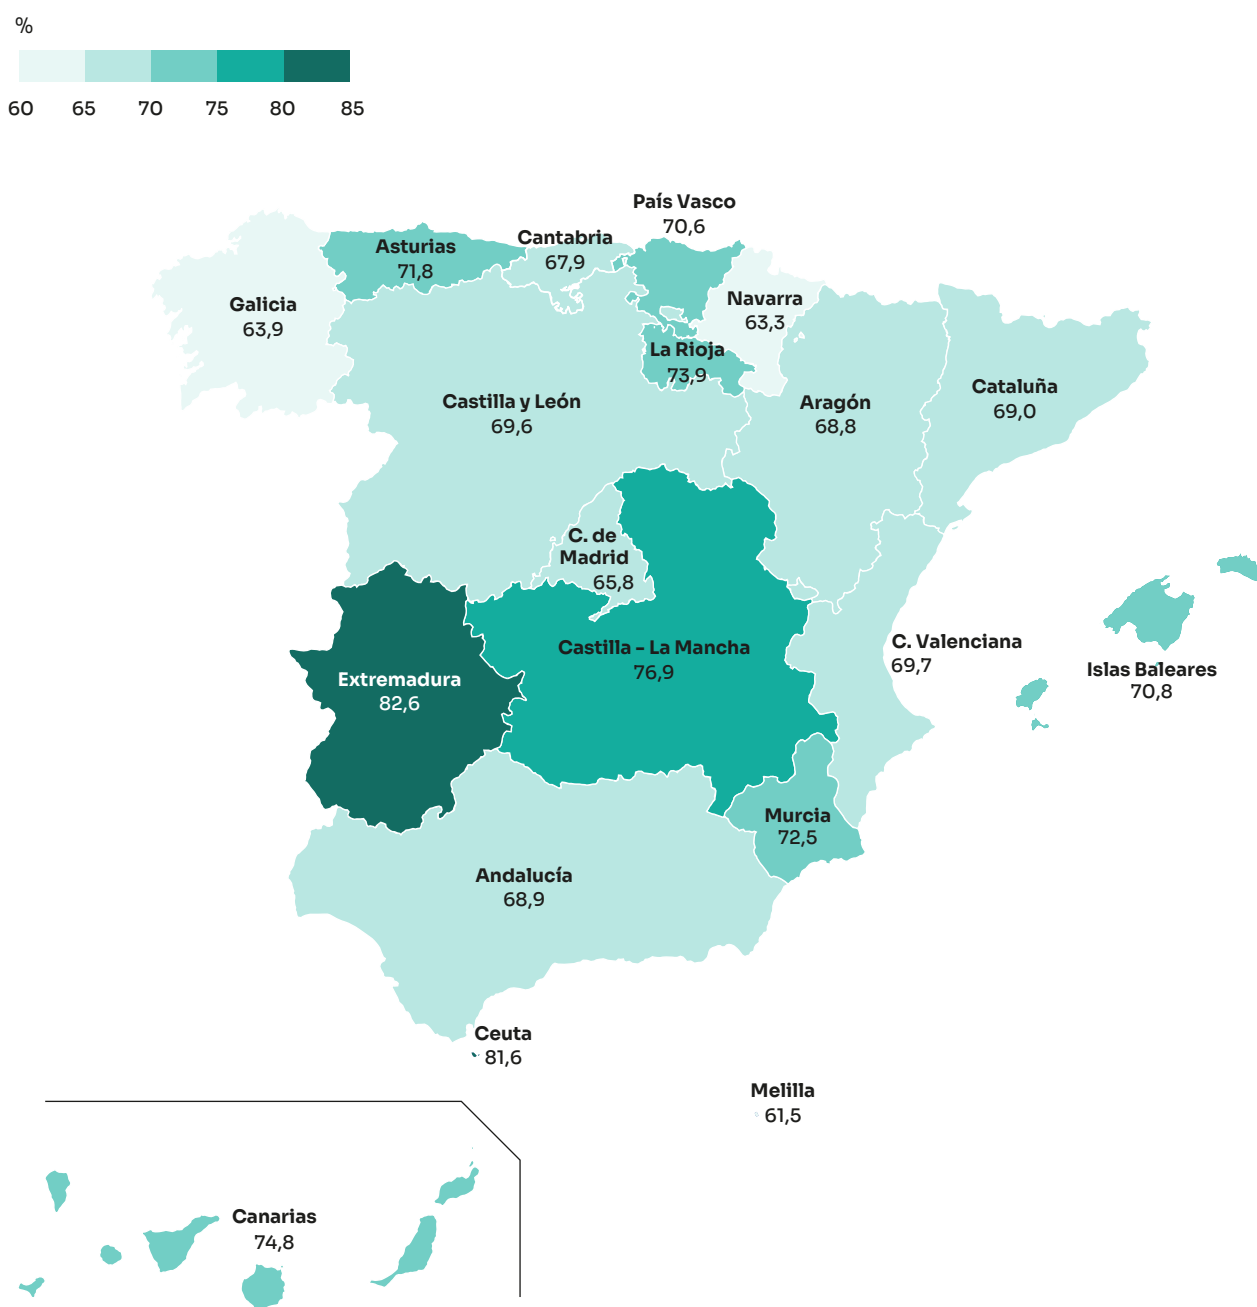 %
60 65 70 75 80 85
País Vasco
70,6
Asturias
71,8
Cantabria
67,9
Galicia
63,9
Navarra
63,3
La Rioja
73,9
Castilla y León
69,6
Aragón
68,8
Cataluña
69,0
C. de
Madrid
65,8
Castilla - La Mancha
76,9
C. Valenciana
69,7
Islas Baleares
70,8
Extremadura
82,6
Murcia
72,5
Andalucía
68,9
Ceuta
81,6
Melilla
61,5
Canarias
74,8